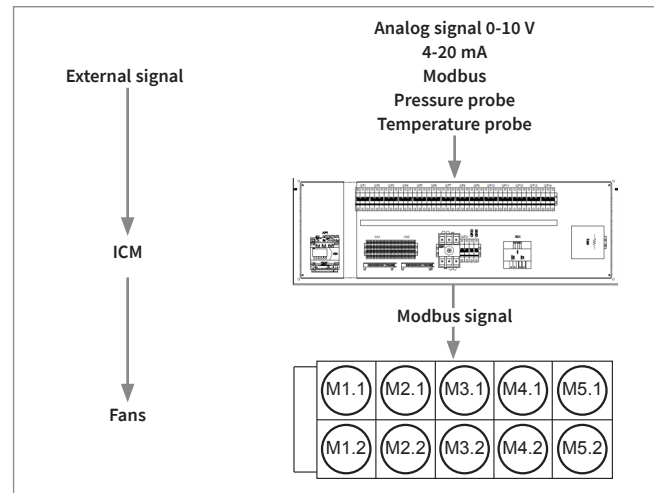 Analog signal 0-10 V
4-20 mA
External signal
Modbus
Pressure probe
Temperature probe
ICM
Modbus signal
M1.1 M2.1 M3.1 M4.1 M5.1
Fans
M1.2 M2.2 M3.2 M4.2 M5.2